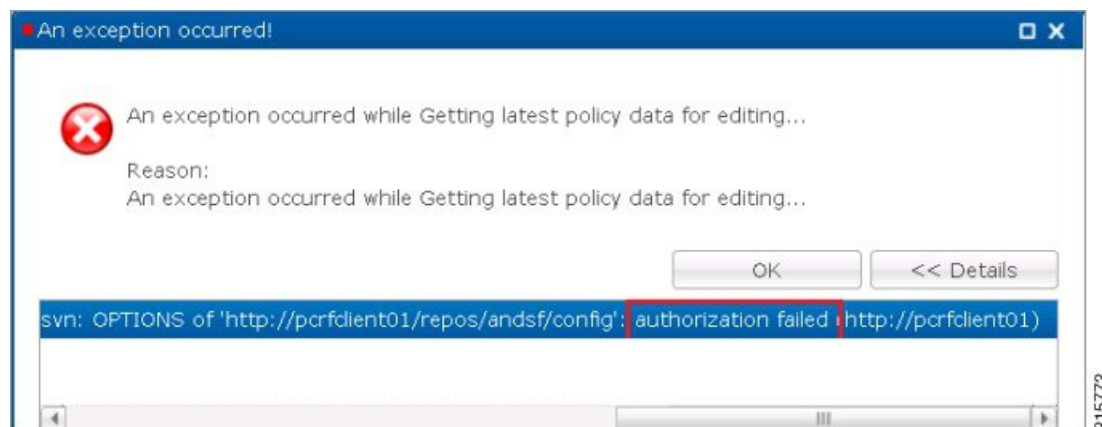 An exception occurred!
An exception occurred while Getting latest policy data for editing...
Reason:
An exception occurred while Getting latest policy data for editing...
OK
<< Details
svn: OPTIONS of 'http://pcrfclient01/repos/andsf/config': authorization failed (http://pcrfclient01)